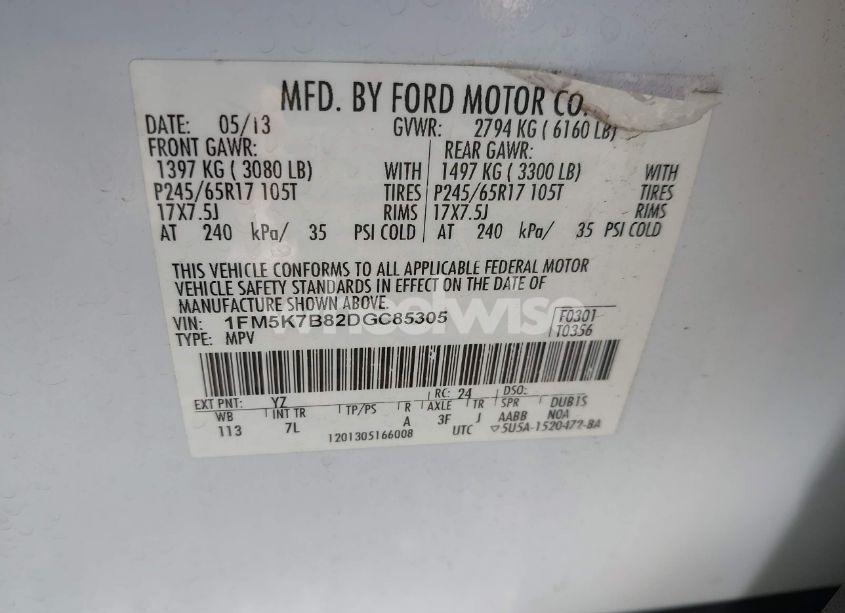 MFD. BY FORD MOTOR CO.
DATE: 05/13 GVWR: 2794 KG ( 6160 LB)
FRONT GAWR: REAR GAWR:
1397 KG ( 3080 LB) WITH 1497 KG ( 3300 LB) WITH
P245/65R17 105T TIRES P245/65R17 105T TIRES
17X7.5J RIMS 17X7.5J RIMS
AT 240 kPa/ 35 PSI COLD AT 240 kPa/ 35 PSI COLD
THIS VEHICLE CONFORMS TO ALL APPLICABLE FEDERAL MOTOR
VEHICLE SAFETY STANDARDS IN EFFECT ON THE DATE OF
MANUFACTURE SHOWN ABOVE.
wheelwise
VIN: 1FM5K7B82DGC85305 F0301
TYPE: MPV T0356
EXT PNT: YZ RC: 24 DSO:
WB INT TR TP/PS R AXLE TR SPR DUBTS
113 7L A 3F J AABB NOA
1201305166008 UTC ▽5U5A-1520472-BA